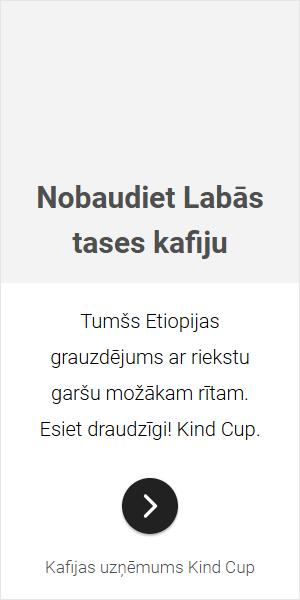 Nobaudiet Labās
tases kafiju
Tumšs Etiopijas
grauzdējums ar riekstu
garšu možākam rītam.
Esiet draudzīgi! Kind Cup.
Kafijas uzņēmums Kind Cup